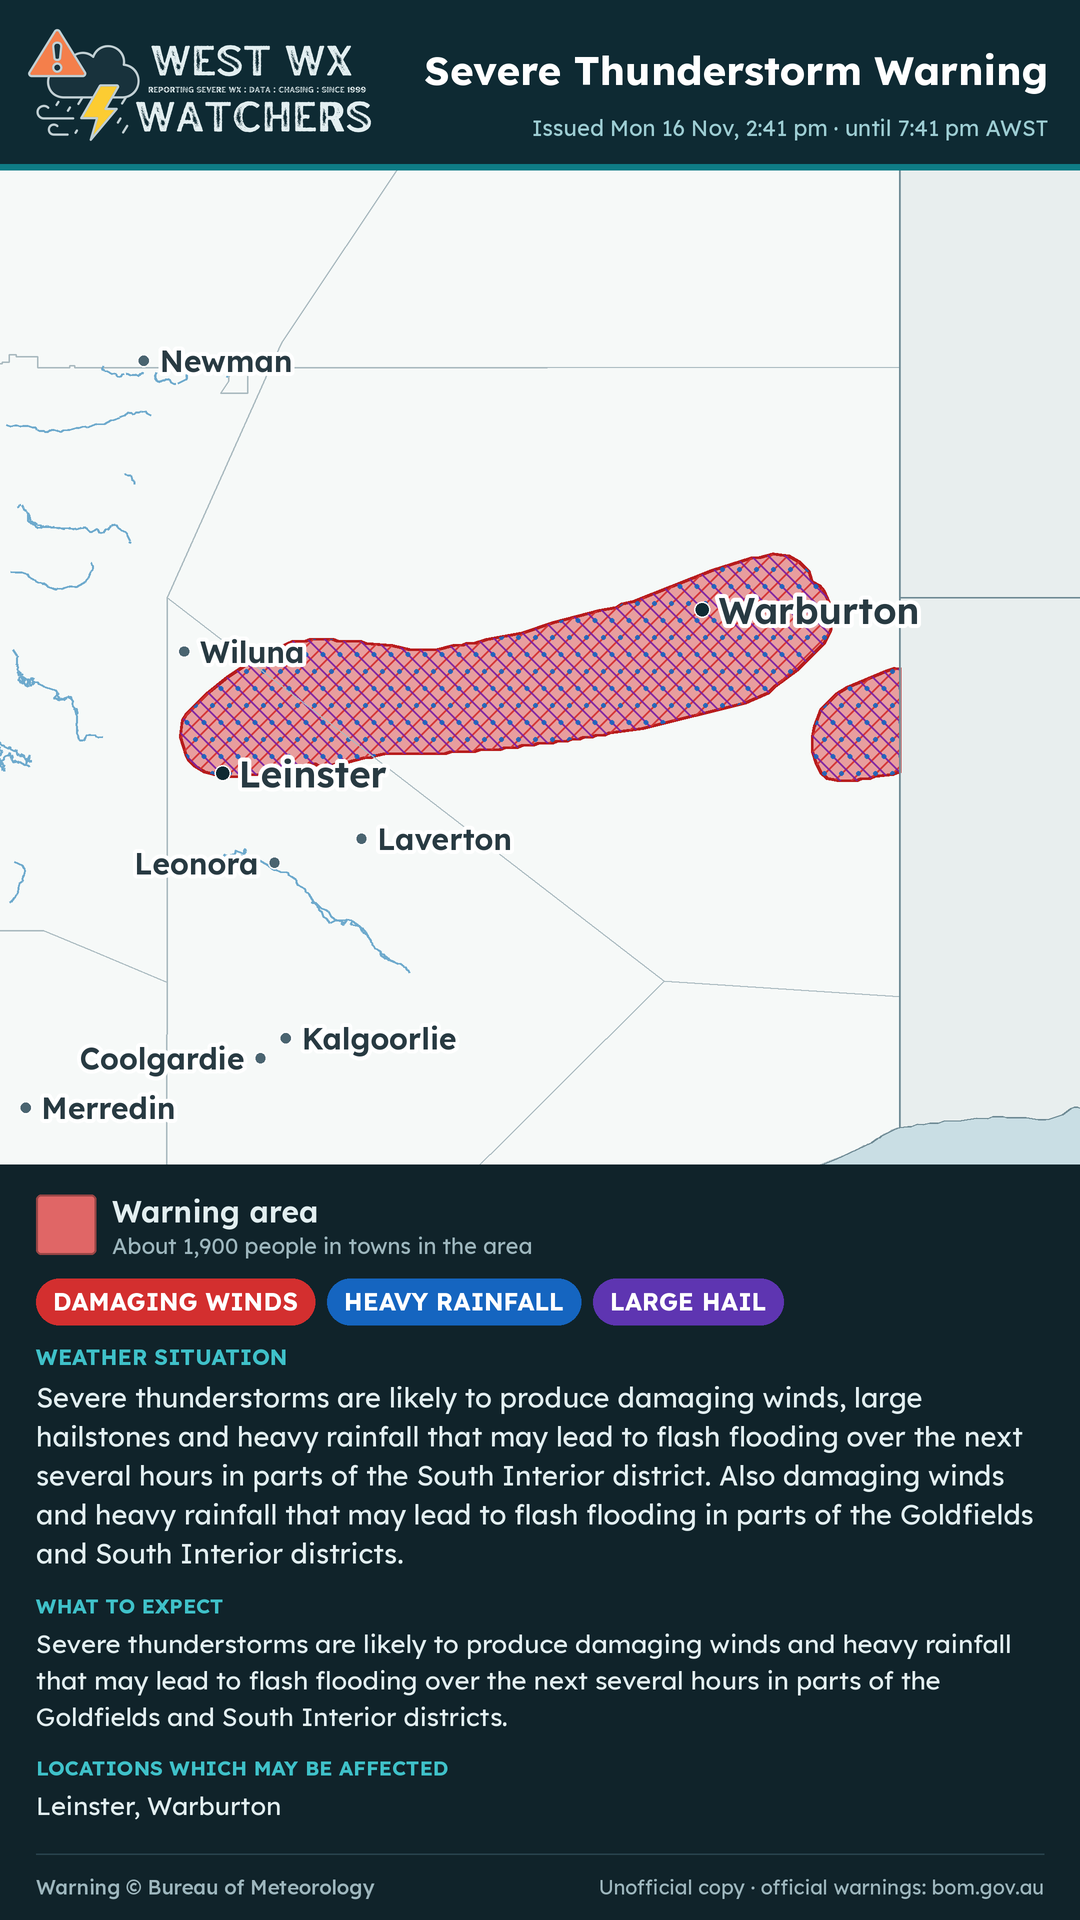 WEST WX
REPORTING SEVERE WX : DATA : CHASING : SINCE 1999
WATCHERS
Severe Thunderstorm Warning
Issued Mon 16 Nov, 2:41 pm · until 7:41 pm AWST
Newman
Warburton
Wiluna
Leinster
Laverton
Leonora
Kalgoorlie
Coolgardie
Merredin
Warning area
About 1,900 people in towns in the area
DAMAGING WINDS
HEAVY RAINFALL
LARGE HAIL
WEATHER SITUATION
Severe thunderstorms are likely to produce damaging winds, large
hailstones and heavy rainfall that may lead to flash flooding over the next
several hours in parts of the South Interior district. Also damaging winds
and heavy rainfall that may lead to flash flooding in parts of the Goldfields
and South Interior districts.
WHAT TO EXPECT
Severe thunderstorms are likely to produce damaging winds and heavy rainfall
that may lead to flash flooding over the next several hours in parts of the
Goldfields and South Interior districts.
LOCATIONS WHICH MAY BE AFFECTED
Leinster, Warburton
Warning © Bureau of Meteorology
Unofficial copy · official warnings: bom.gov.au